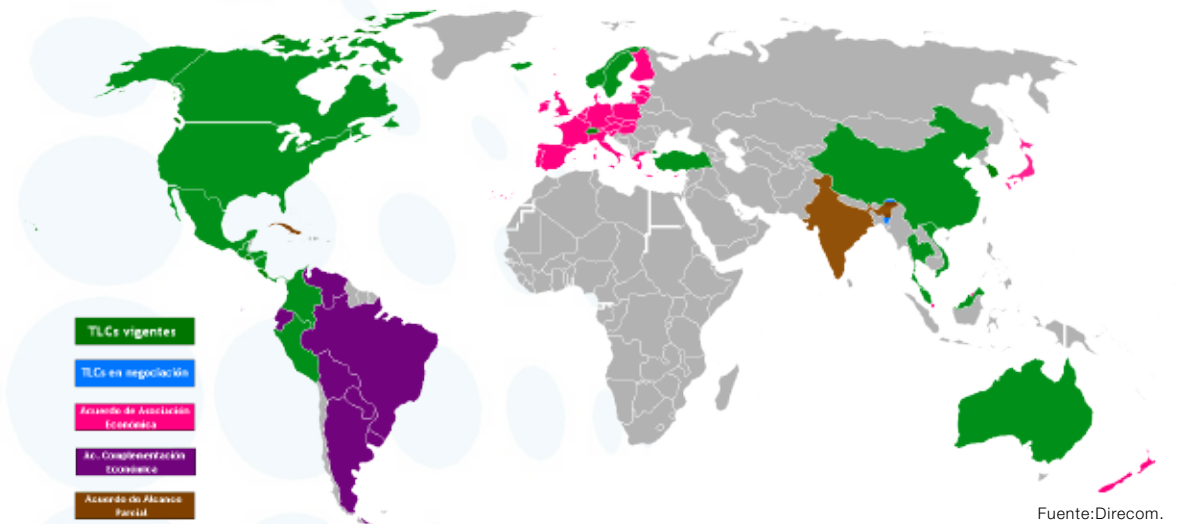 TLCs vigentes
TLCs en negociación
Acuerdo de Asociación
Económica
Ac. Complementación
Económica
Acuerdo de Alcance
Parcial
Fuente:Direcom.